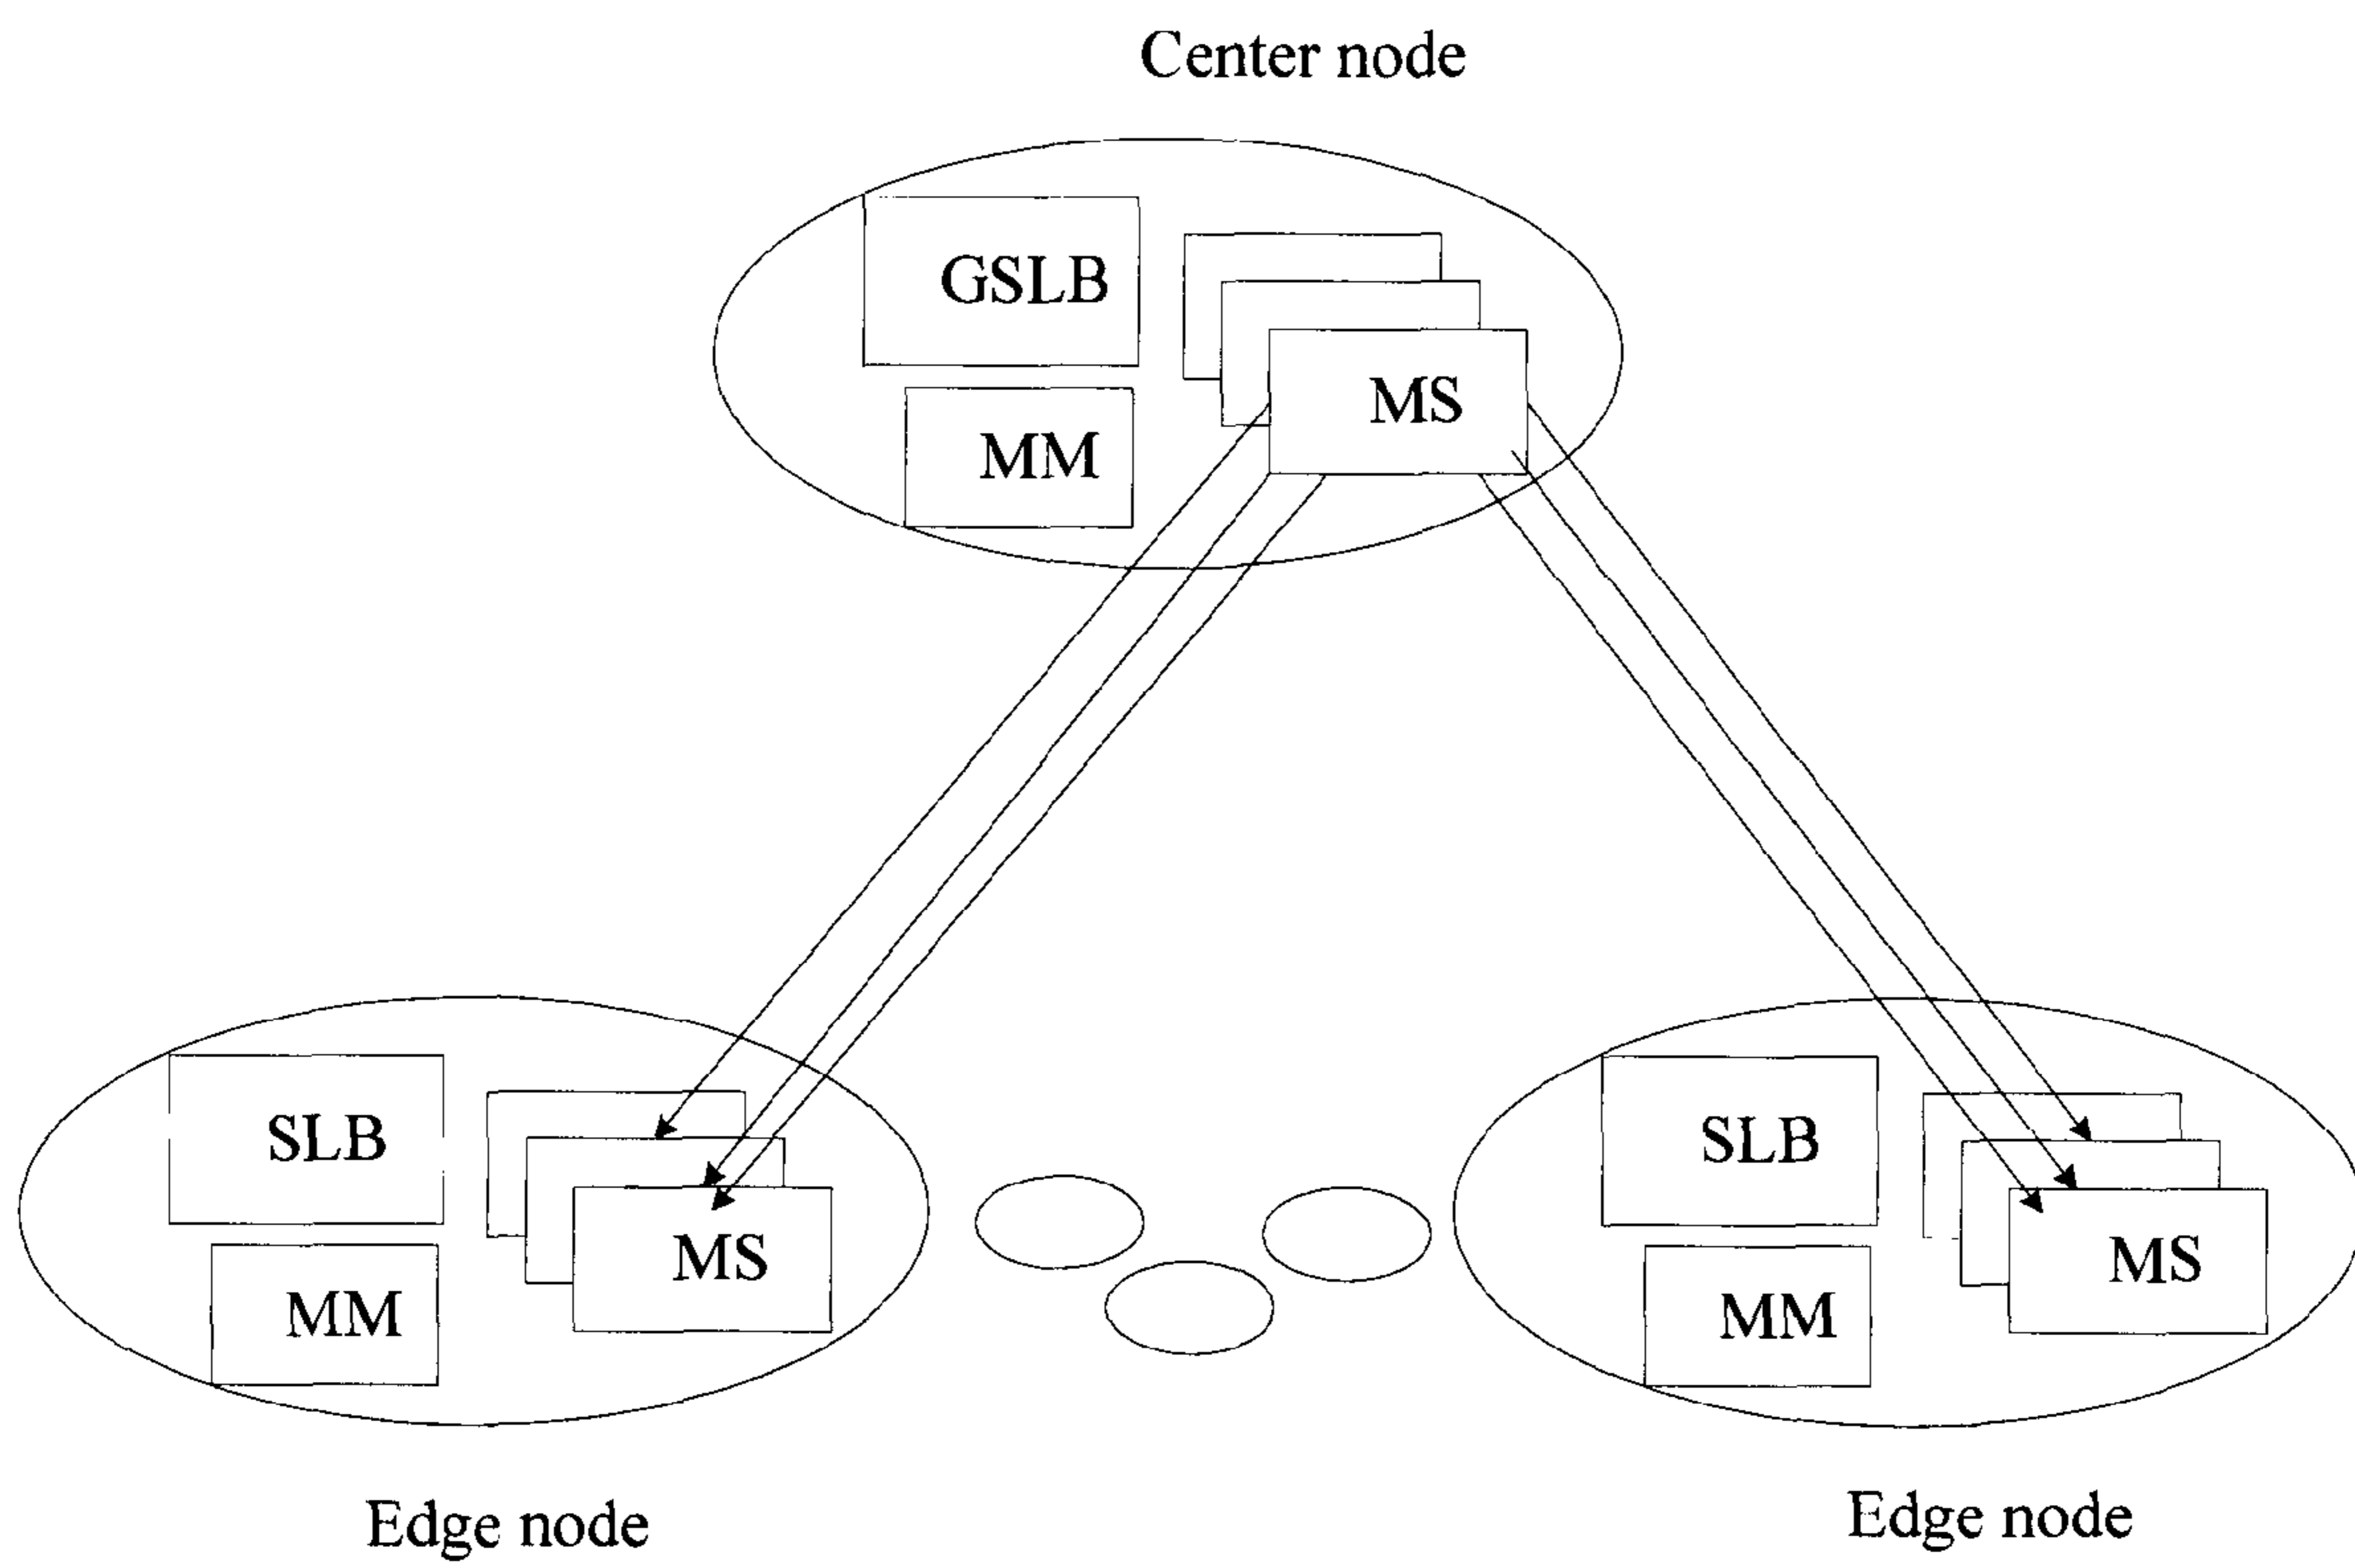 Center node
GSLB
MS
MM
SLB
MS
MM
Edge node
SLB
MS
MM
Edge node